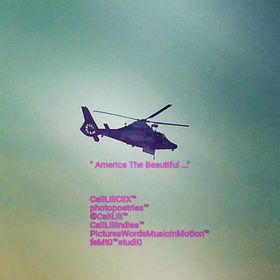 " America The Beautiful ..."
CaliLiliCliX™
photopoetries™
©CaliLili™
CaliLiliIndies™
PicturesWordsMusicInMotion™
feMt0™studi0